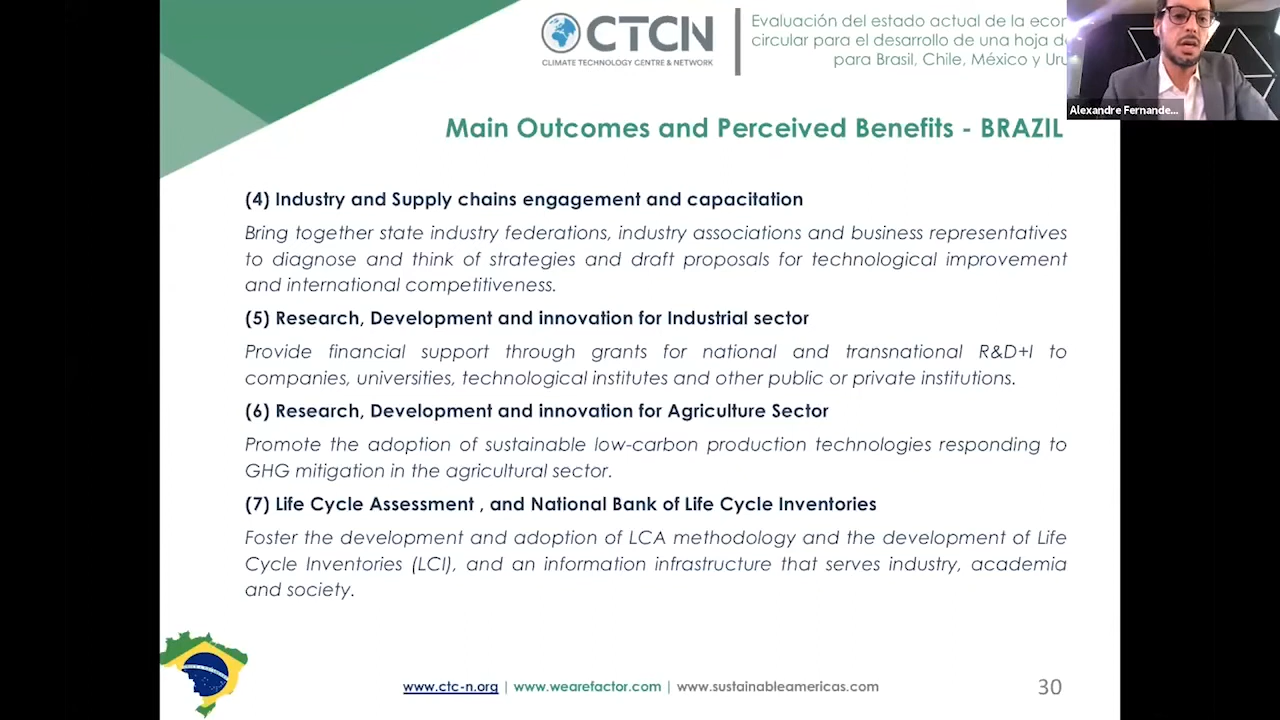 CTCN
CLIMATE TECHNOLOGY CENTRE & NETWORK
Evaluación del estado actual de la econ
circular para el desarrollo de una hoja de
para Brasil, Chile, México y Uru
Alexandre Fernande...
Main Outcomes and Perceived Benefits - BRAZIL
(4) Industry and Supply chains engagement and capacitation
Bring together state industry federations, industry associations and business representatives
to diagnose and think of strategies and draft proposals for technological improvement
and international competitiveness.
(5) Research, Development and innovation for Industrial sector
Provide financial support through grants for national and transnational R&D+I to
companies, universities, technological institutes and other public or private institutions.
(6) Research, Development and innovation for Agriculture Sector
Promote the adoption of sustainable low-carbon production technologies responding to
GHG mitigation in the agricultural sector.
(7) Life Cycle Assessment , and National Bank of Life Cycle Inventories
Foster the development and adoption of LCA methodology and the development of Life
Cycle Inventories (LCI), and an information infrastructure that serves industry, academia
and society.
www.ctc-n.org | www.wearefactor.com | www.sustainableamericas.com
30